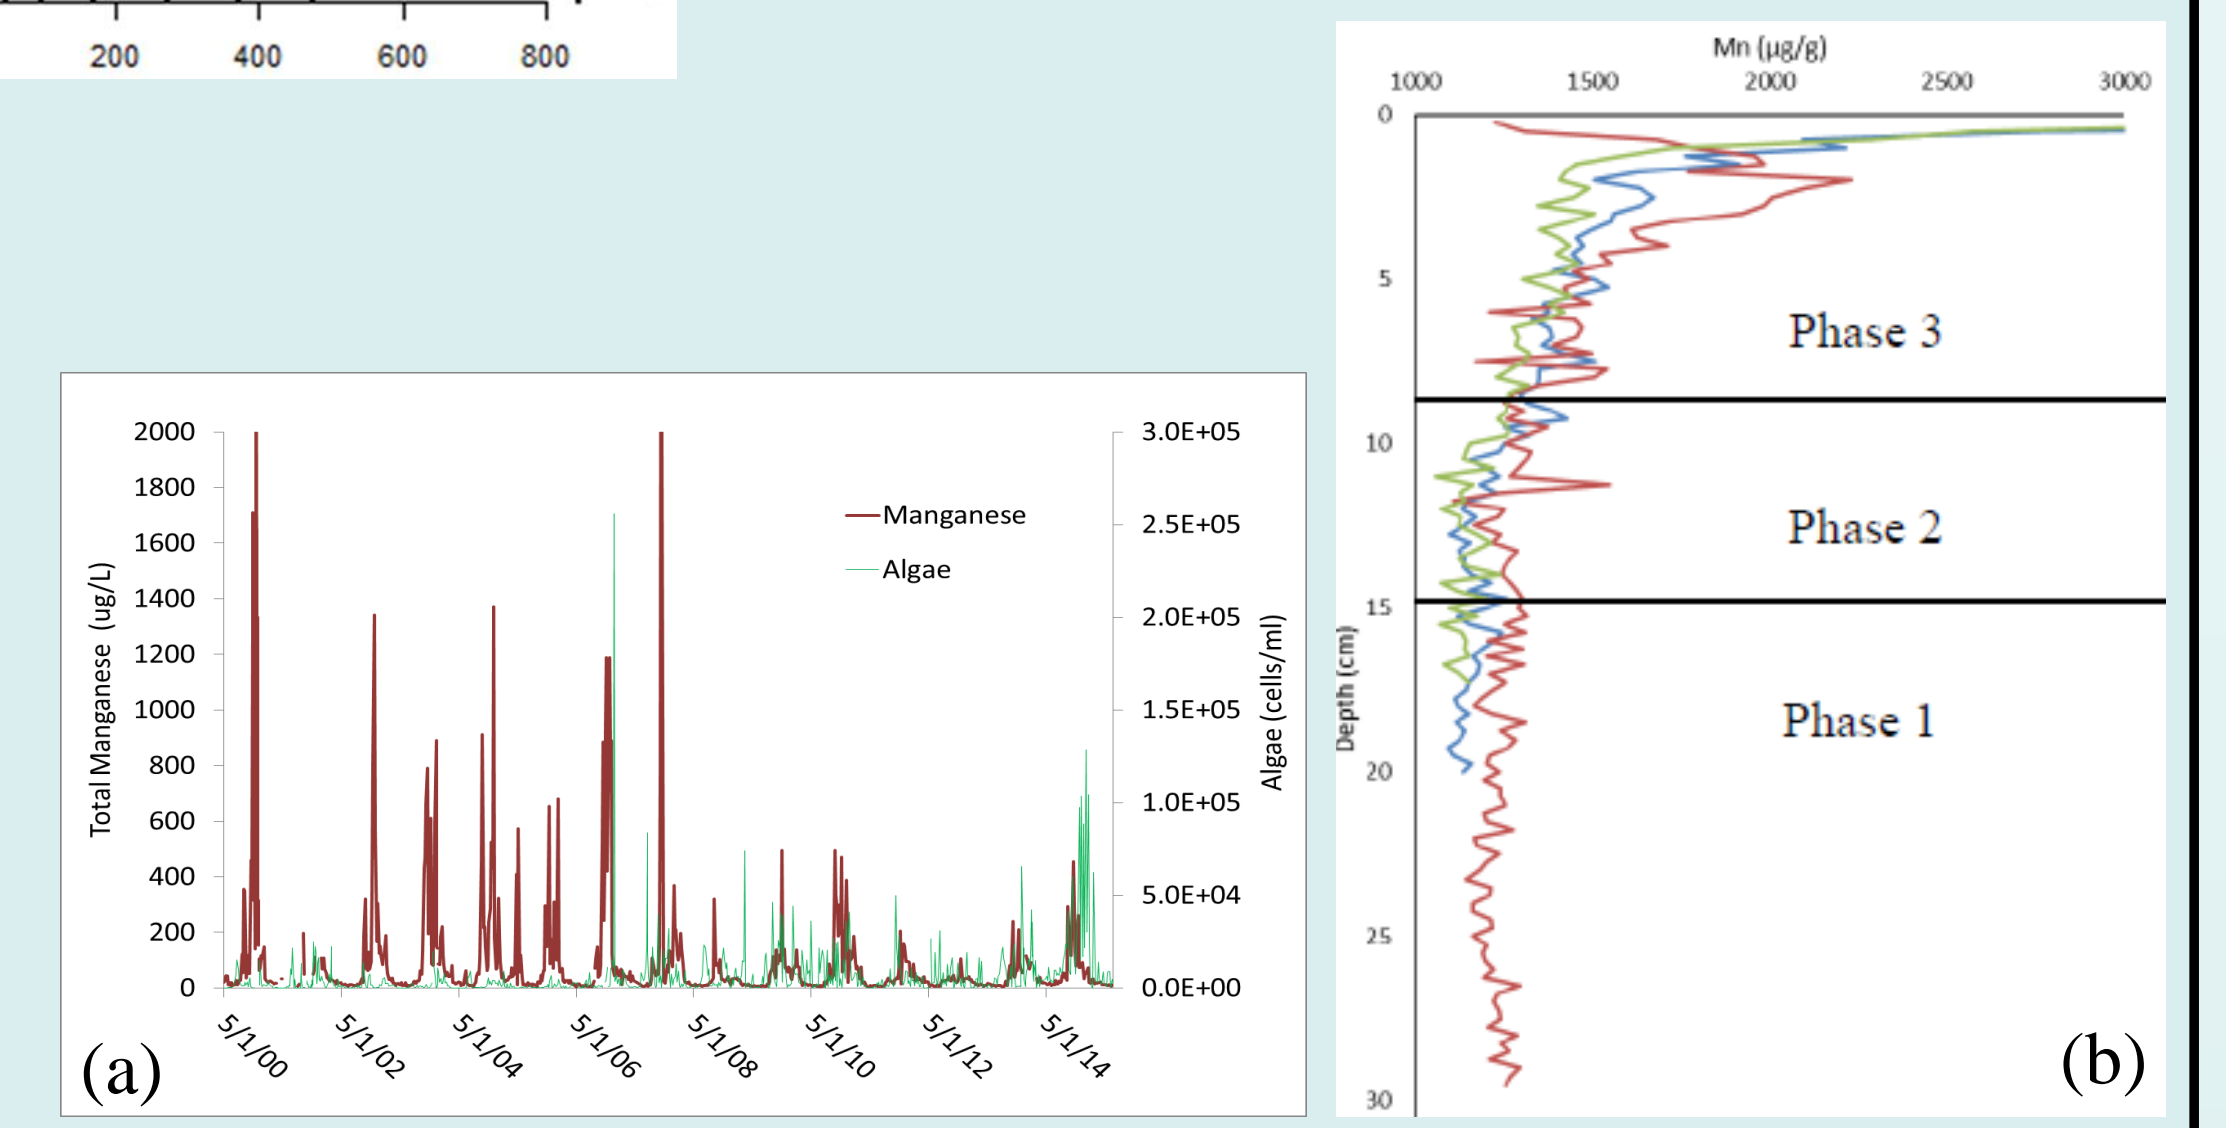 200 400 600 800
2000
1800
1600
1400
1200
1000
800
600
400
200
0
Total Manganese (ug/L)
3.0E+05
2.5E+05
2.0E+05
1.5E+05
1.0E+05
5.0E+04
0.0E+00
Algae (cells/ml)
Manganese
Algae
5/1/00 5/1/02 5/1/04 5/1/06 5/1/08 5/1/10 5/1/12 5/1/14
(a)
Mn (µg/g)
1000 1500 2000 2500 3000
0
5
10
15
20
25
30
Depth (cm)
Phase 3
Phase 2
Phase 1
(b)